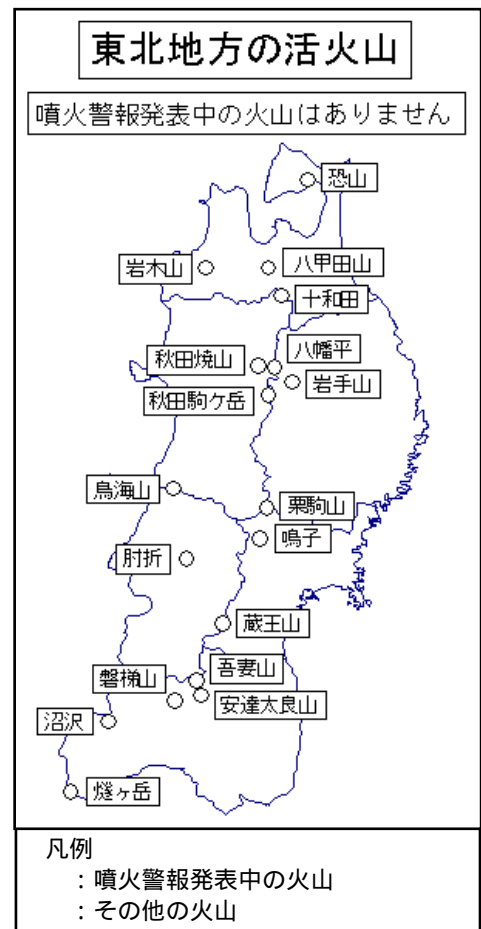 東北地方の活火山
噴火警報発表中の火山はありません
恐山
岩木山
八甲田山
十和田
八幡平
秋田焼山
岩手山
秋田駒ケ岳
鳥海山
栗駒山
鳴子
肘折
蔵王山
吾妻山
磐梯山
安達太良山
沼沢
燧ヶ岳
凡例
：噴火警報発表中の火山
：その他の火山